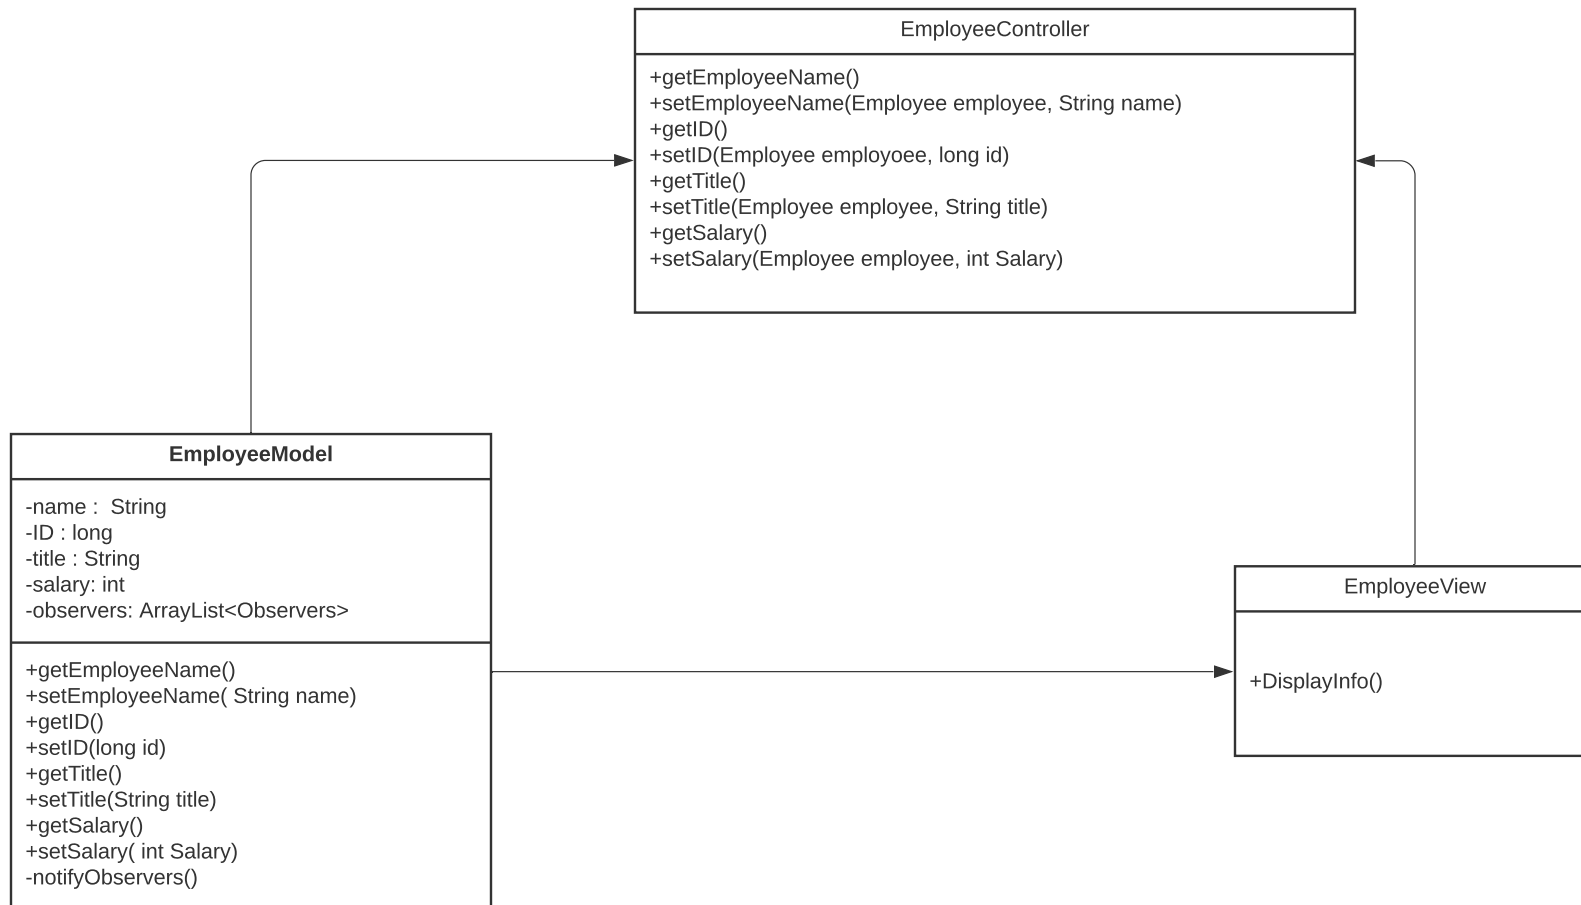 EmployeeController
+getEmployeeName()
+setEmployeeName(Employee employee, String name)
+getID()
+setID(Employee employoee, long id)
+getTitle()
+setTitle(Employee employee, String title)
+getSalary()
+setSalary(Employee employee, int Salary)
EmployeeModel
-name :  String
-ID : long
-title : String
-salary: int
-observers: ArrayList<Observers>
+getEmployeeName()
+setEmployeeName( String name)
+getID()
+setID(long id)
+getTitle()
+setTitle(String title)
+getSalary()
+setSalary( int Salary)
-notifyObservers()
EmployeeView
+DisplayInfo()